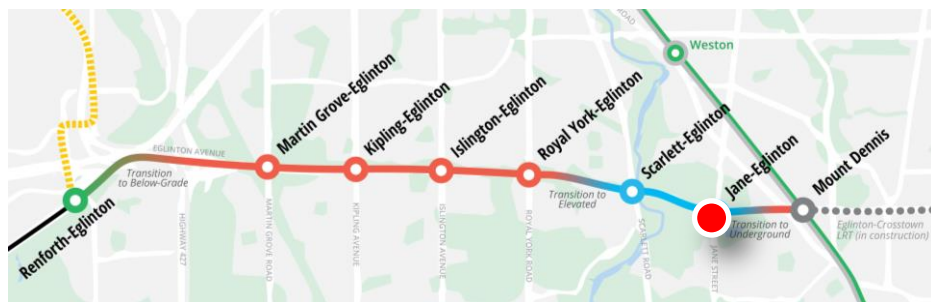 ROAD
Weston
Martin Grove-Eglinton
Kipling-Eglinton
Islington-Eglinton
Royal York-Eglinton
Scarlett-Eglinton
Jane-Eglinton
Mount Dennis
Renforth-Eglinton
EGLINTON AVENUE
Transition
to Below-Grade
Transition to
Elevated
Transition to
Underground
Eglinton-Crosstown
LRT (in construction)
HIGHWAY 427
MARTIN GROVE ROAD
KIPLING AVENUE
ISLINGTON AVENUE
ROYAL YORK ROAD
SCARLETT ROAD
JANE STREET